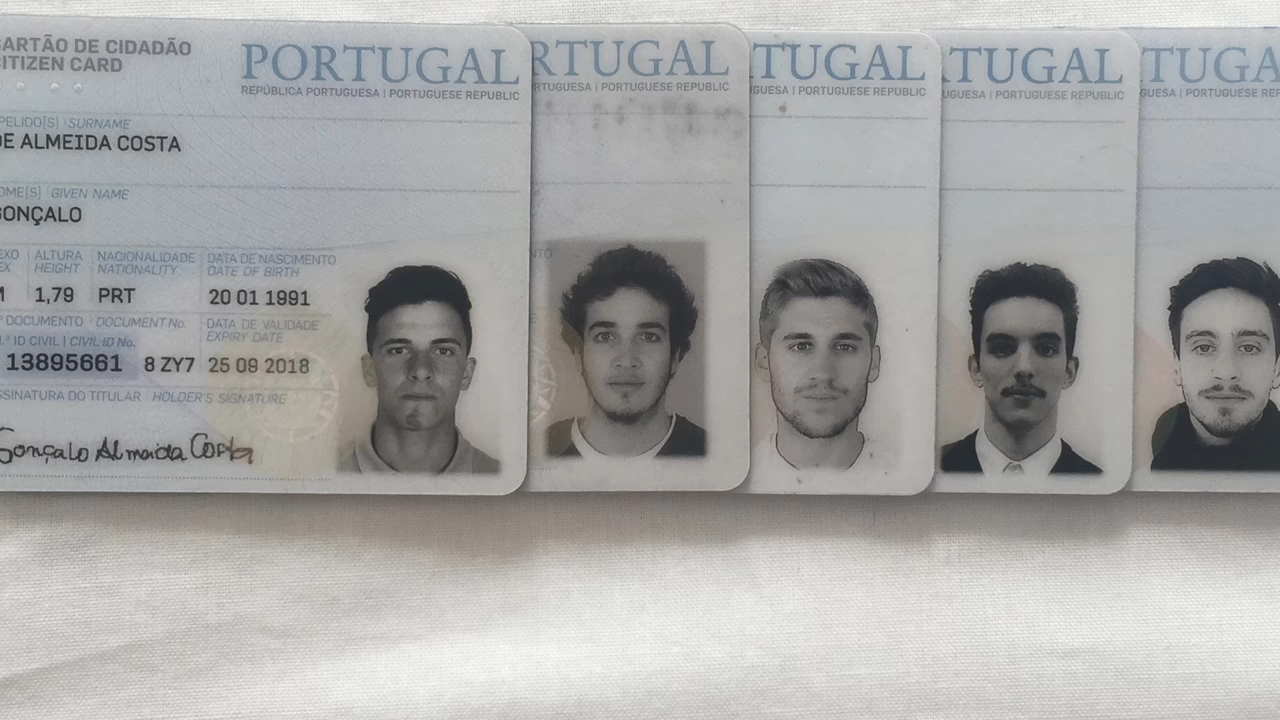 ARTÃO DE CIDADÃO
ITIZEN CARD
PORTUGAL
REPÚBLICA PORTUGUESA | PORTUGUESE REPUBLIC
PELIDO(S) SURNAME
DE ALMEIDA COSTA
OME(S) GIVEN NAME
GONÇALO
EXO ALTURA NACIONALIDADE DATA DE NASCIMENTO
EX HEIGHT NATIONALITY DATE OF BIRTH
M 1,79 PRT 20 01 1991
º DOCUMENTO DOCUMENT No. DATA DE VALIDADE
.º ID CIVIL | CIVIL ID No. EXPIRY DATE
13895661 8 ZY7 25 09 2018
SSINATURA DO TITULAR HOLDER'S SIGNATURE
Gonçalo Almeida Costa
RTUGAL
TUGUESA | PORTUGUESE REPUBLIC
NTO
TUGAL
GUESA | PORTUGUESE REPUBLIC
TUGAL
UGUESA | PORTUGUESE REPUBLIC
TUGA
GUESA | PORTUGUESE REPUB